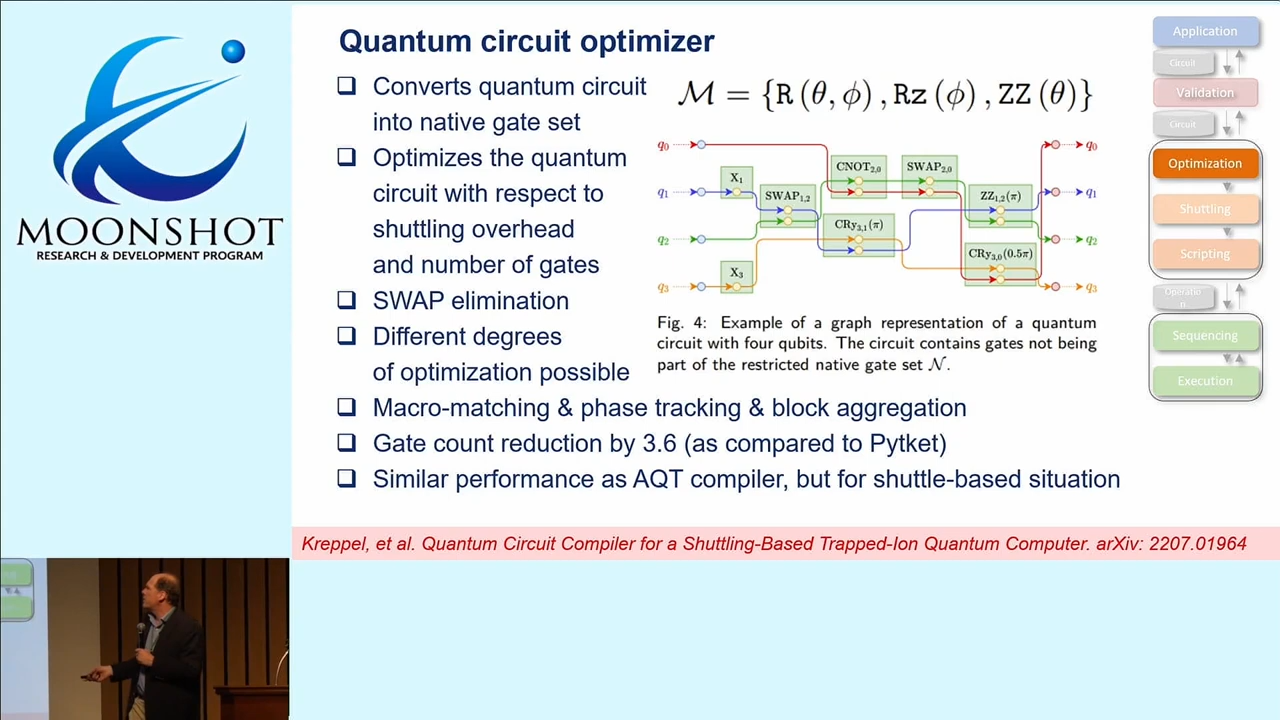 MOONSHOT
RESEARCH & DEVELOPMENT PROGRAM
Quantum circuit optimizer
❑ Converts quantum circuit
into native gate set
❑ Optimizes the quantum
circuit with respect to
shuttling overhead
and number of gates
❑ SWAP elimination
❑ Different degrees
of optimization possible
❑ Macro-matching & phase tracking & block aggregation
❑ Gate count reduction by 3.6 (as compared to Pytket)
❑ Similar performance as AQT compiler, but for shuttle-based situation
ℳ = {R (θ, ϕ) , Rz (ϕ) , ZZ (θ)}
q₀
q₁
q₂
q₃
X₁
X₃
SWAP₁,₂
CNOT₂,₀
CRy₃,₁(π)
SWAP₂,₀
ZZ₁,₂(π)
CRy₃,₀(0.5π)
q₀
q₁
q₂
q₃
Fig. 4: Example of a graph representation of a quantum
circuit with four qubits. The circuit contains gates not being
part of the restricted native gate set 𝒩.
Kreppel, et al. Quantum Circuit Compiler for a Shuttling-Based Trapped-Ion Quantum Computer. arXiv: 2207.01964
Application
Circuit
Validation
Circuit
Optimization
Shuttling
Scripting
Operatio
n
Sequencing
Execution